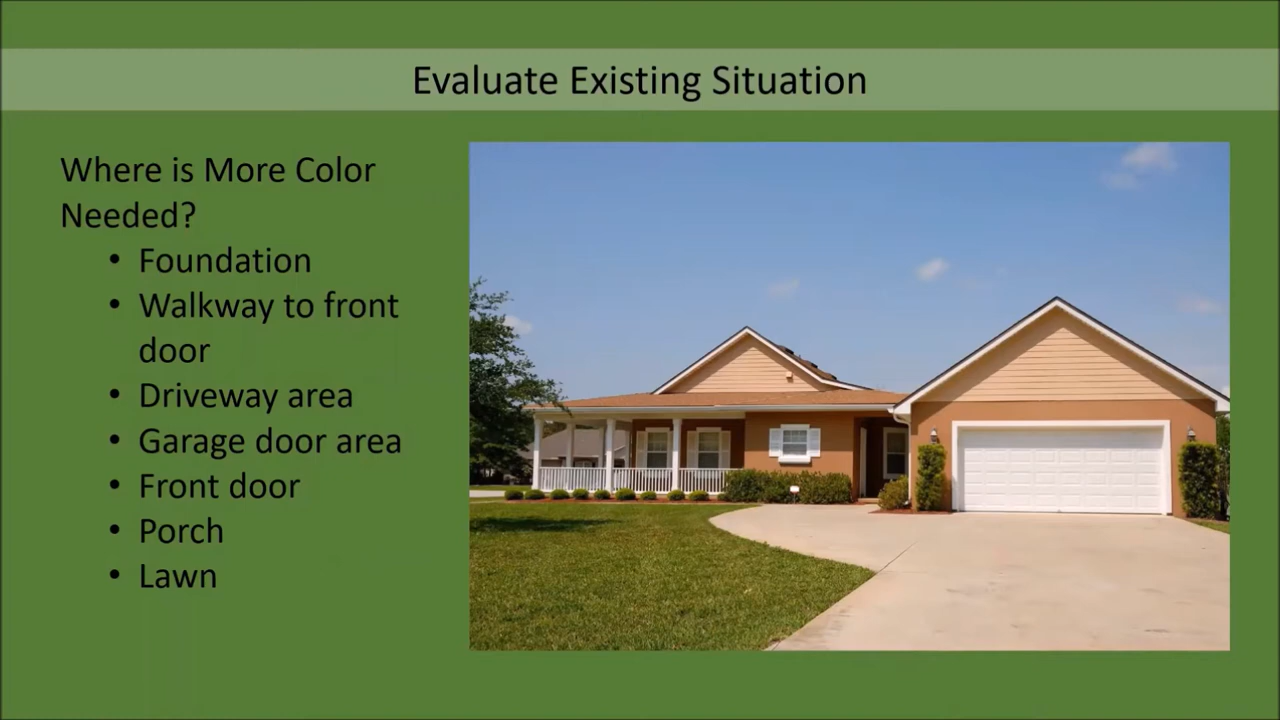 Evaluate Existing Situation
Where is More Color
Needed?
• Foundation
• Walkway to front
door
• Driveway area
• Garage door area
• Front door
• Porch
• Lawn